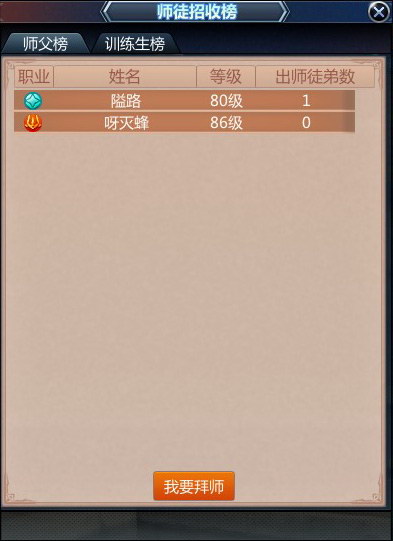 师徒招收榜
师父榜 训练生榜
职业 姓名 等级 出师徒弟数
隘路 80级 1
呀灭蜂 86级 0
我要拜师